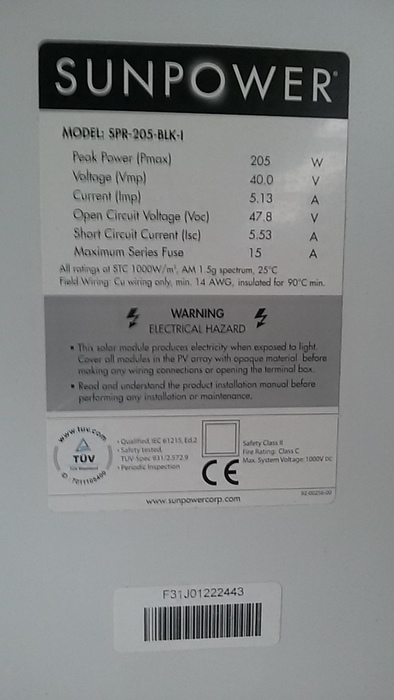 SUNPOWER
MODEL: SPR-205-BLK-I
Peak Power (Pmax) 205 W
Voltage (Vmp) 40.0 V
Current (Imp) 5.13 A
Open Circuit Voltage (Voc) 47.8 V
Short Circuit Current (Isc) 5.53 A
Maximum Series Fuse 15 A
All ratings at STC 1000W/m², AM 1.5g spectrum, 25°C
Field Wiring: Cu wiring only, min. 14 AWG, insulated for 90°C min.
WARNING
ELECTRICAL HAZARD
• This solar module produces electricity when exposed to light.
Cover all modules in the PV array with opaque material before
making any wiring connections or opening the terminal box.
• Read and understand the product installation manual before
performing any installation or maintenance.
www.tuv.com
TÜV
• Qualified, IEC 61215, Ed.2
• Safety tested,
TÜV-Spec 931/2.572.9
• Periodic Inspection
CE
Safety Class II
Fire Rating: Class C
Max. System Voltage: 1000V DC
www.sunpowercorp.com
F31J01222443